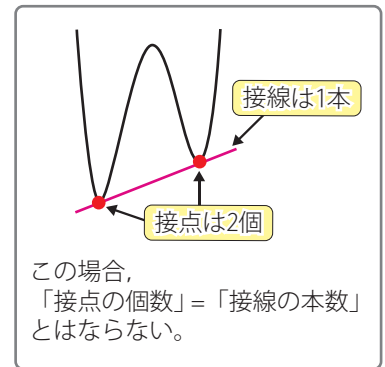 接線は1本
接点は2個
この場合,
「接点の個数」=「接線の本数」
とはならない。